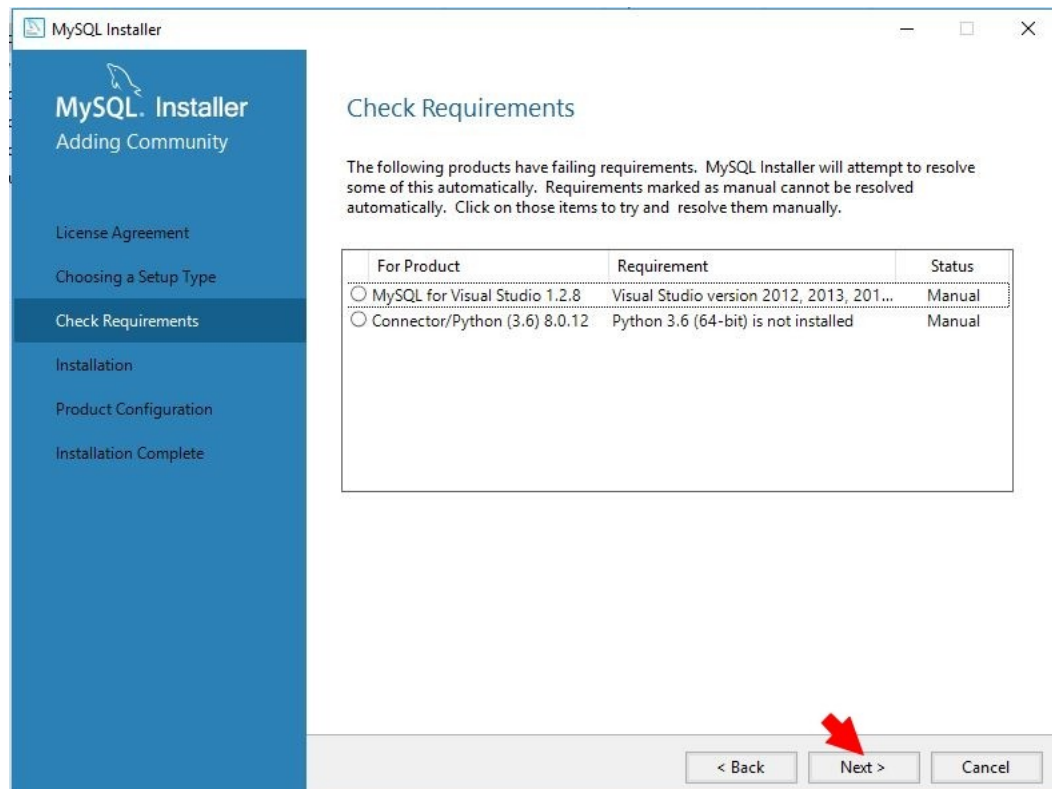 MySQL Installer
MySQL. Installer
Adding Community
License Agreement
Choosing a Setup Type
Check Requirements
Installation
Product Configuration
Installation Complete
Check Requirements
The following products have failing requirements. MySQL Installer will attempt to resolve
some of this automatically. Requirements marked as manual cannot be resolved
automatically. Click on those items to try and resolve them manually.
For Product Requirement Status
MySQL for Visual Studio 1.2.8 Visual Studio version 2012, 2013, 201... Manual
Connector/Python (3.6) 8.0.12 Python 3.6 (64-bit) is not installed Manual
< Back Next > Cancel